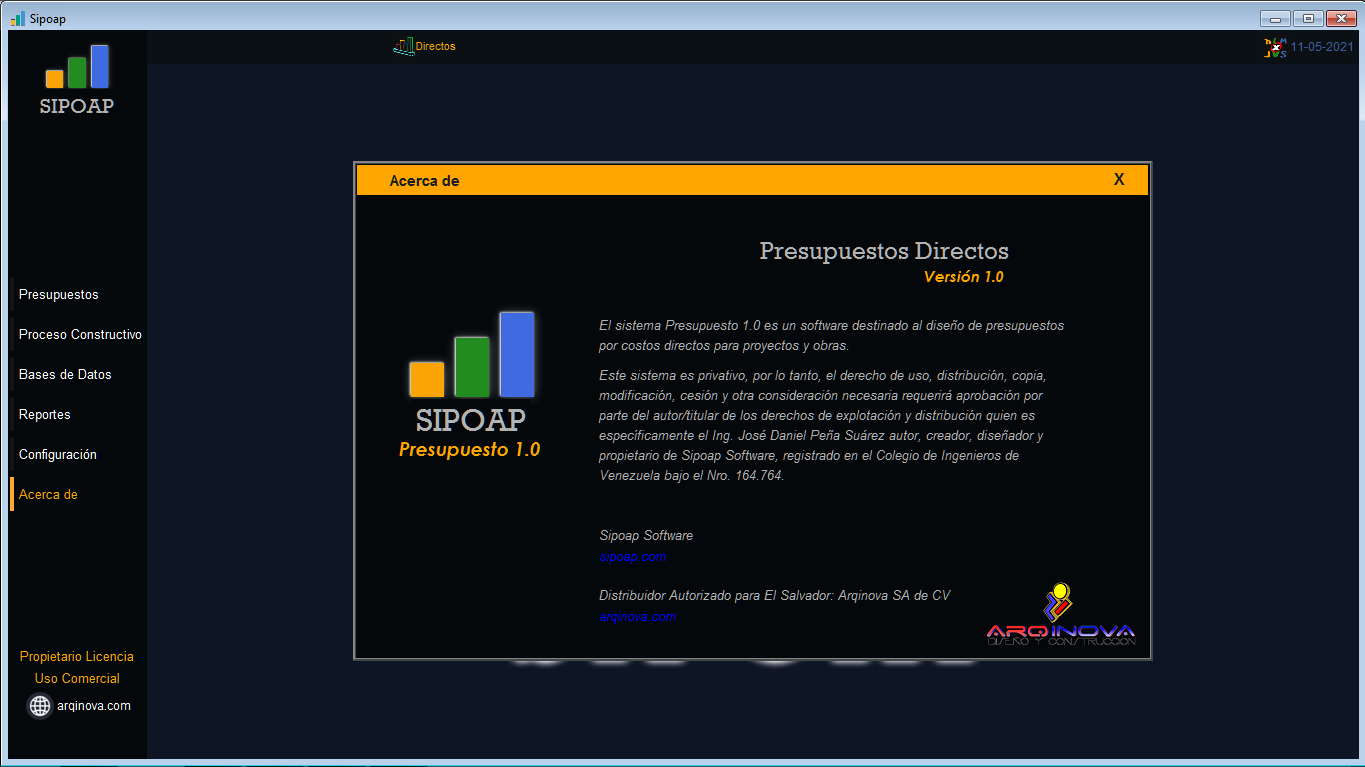 Sipoap
SIPOAP
Directos
11-05-2021
Presupuestos
Proceso Constructivo
Bases de Datos
Reportes
Configuración
Acerca de
Propietario Licencia
Uso Comercial
arqinova.com
Acerca de
X
Presupuestos Directos
Versión 1.0
SIPOAP
Presupuesto 1.0
El sistema Presupuesto 1.0 es un software destinado al diseño de presupuestos
por costos directos para proyectos y obras.
Este sistema es privativo, por lo tanto, el derecho de uso, distribución, copia,
modificación, cesión y otra consideración necesaria requerirá aprobación por
parte del autor/titular de los derechos de explotación y distribución quien es
específicamente el Ing. José Daniel Peña Suárez autor, creador, diseñador y
propietario de Sipoap Software, registrado en el Colegio de Ingenieros de
Venezuela bajo el Nro. 164.764.
Sipoap Software
sipoap.com
Distribuidor Autorizado para El Salvador: Arqinova SA de CV
arqinova.com
ARQINOVA
DISEÑO Y CONSTRUCCION